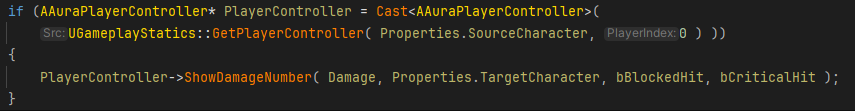 if (AAuraPlayerController* PlayerController = Cast<AAuraPlayerController>(
Src: UGameplayStatics::GetPlayerController( Properties.SourceCharacter, PlayerIndex: 0 ) ))
{
PlayerController->ShowDamageNumber( Damage, Properties.TargetCharacter, bBlockedHit, bCriticalHit );
}